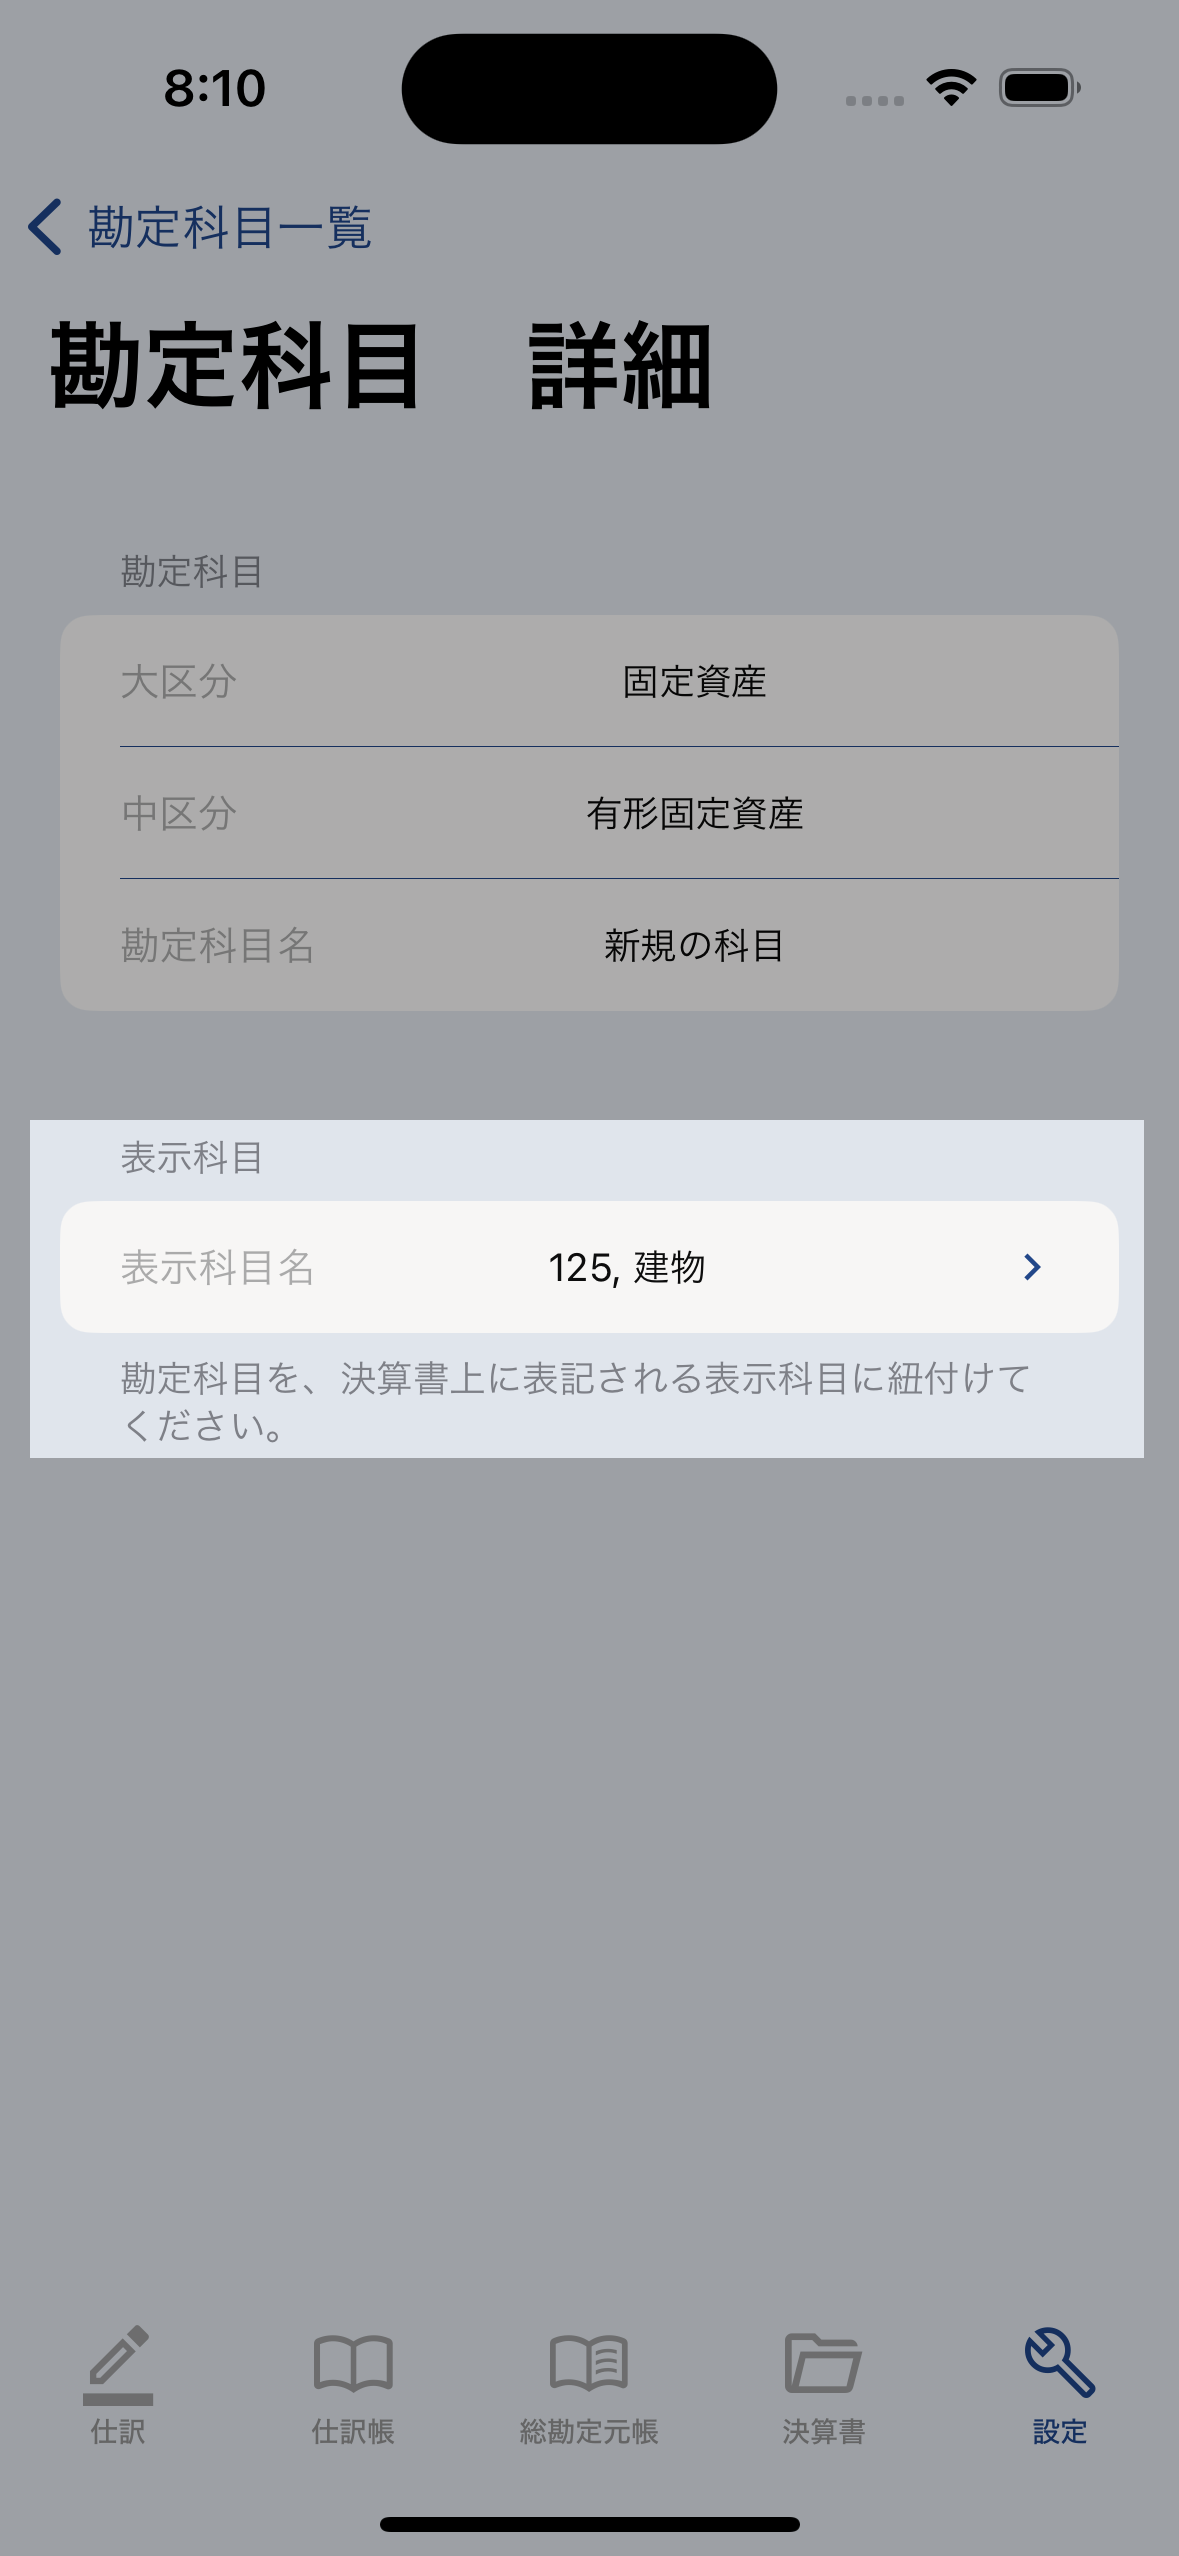 8:10
勘定科目一覧
勘定科目　詳細
勘定科目
大区分 固定資産
中区分 有形固定資産
勘定科目名 新規の科目
表示科目
表示科目名 125, 建物
勘定科目を、決算書上に表記される表示科目に紐付けて
ください。
仕訳 仕訳帳 総勘定元帳 決算書 設定